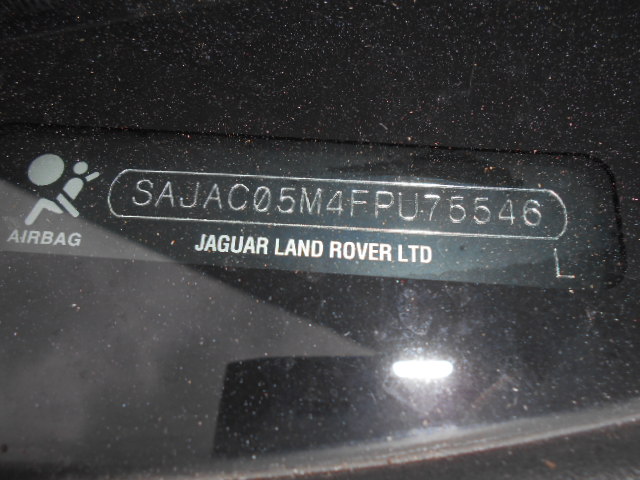 SAJAC05M4FPU75546
AIRBAG
JAGUAR LAND ROVER LTD
L